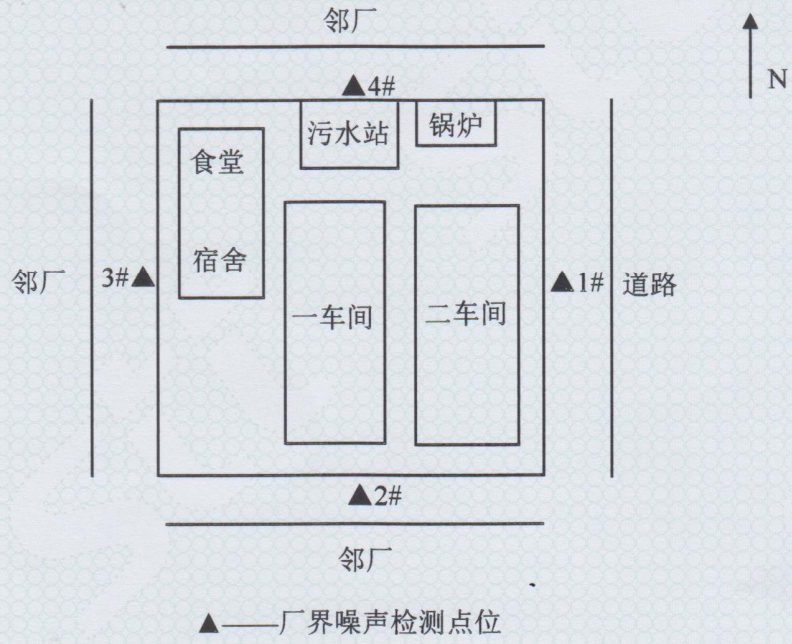 邻厂
▲4#
N
污水站
锅炉
食堂
宿舍
邻厂
3#▲
一车间
二车间
▲1#
道路
▲2#
邻厂
▲——厂界噪声检测点位